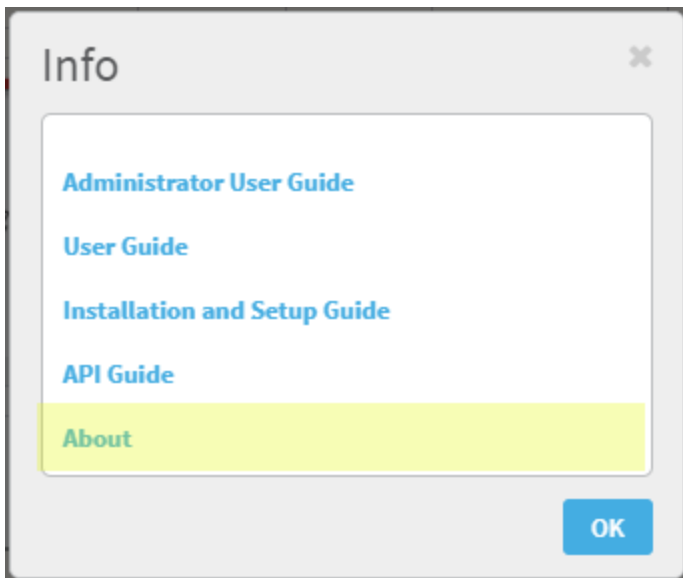 Info
Administrator User Guide
User Guide
Installation and Setup Guide
API Guide
About
OK